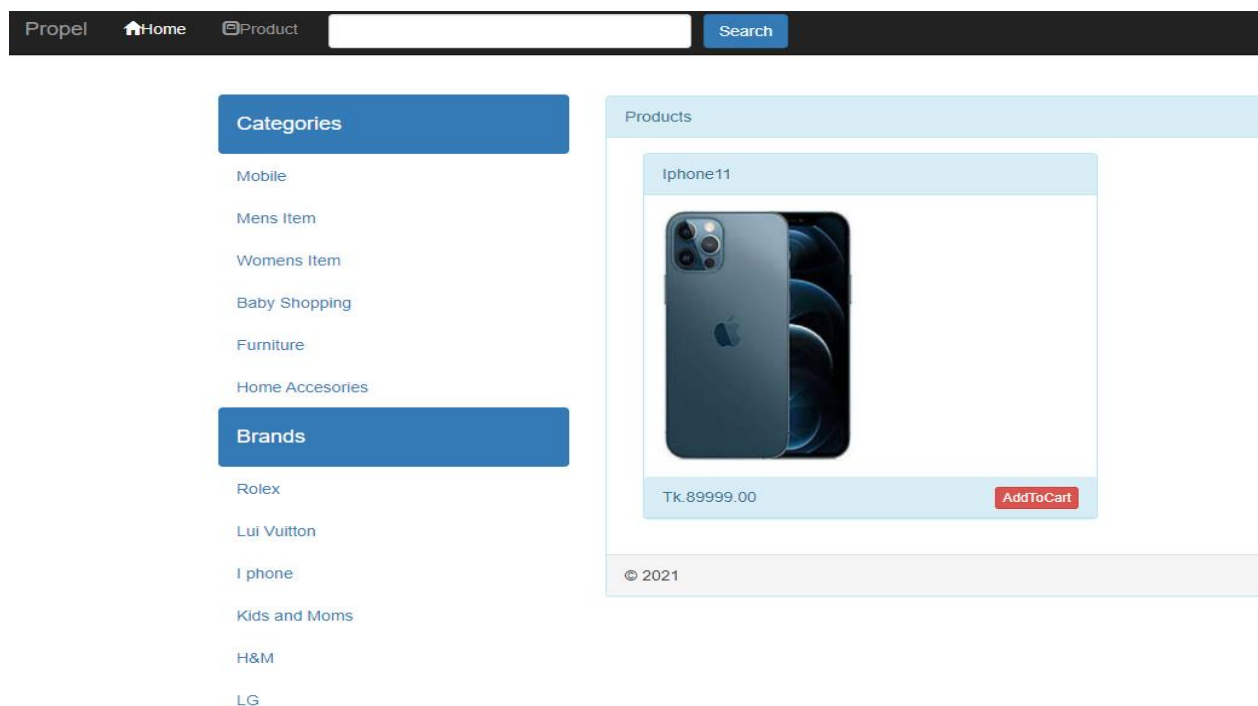 Propel Home Product Search
Categories
Mobile
Mens Item
Womens Item
Baby Shopping
Furniture
Home Accesories
Brands
Rolex
Lui Vuitton
I phone
Kids and Moms
H&M
LG
Products
Iphone11
Tk.89999.00 AddToCart
© 2021